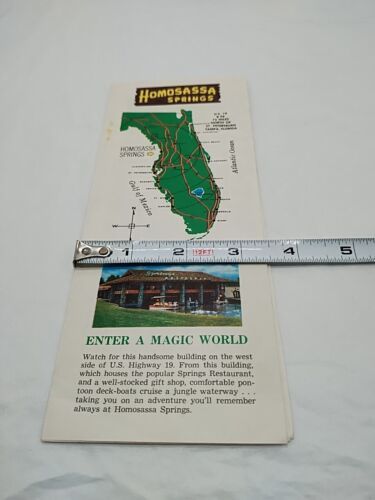 HOMOSASSA
SPRINGS
U.S. 19
HOMOSASSA
SPRINGS
TAMPA, FLORIDA
Atlantic Ocean
Gulf of Mexico
N
1 2 3 12FT 4 5
ENTER A MAGIC WORLD
Watch for this handsome building on the west
side of U.S. Highway 19. From this building,
which houses the popular Springs Restaurant,
and a well-stocked gift shop, comfortable pon-
toon deck-boats cruise a jungle waterway . . .
taking you on an adventure you'll remember
always at Homosassa Springs.